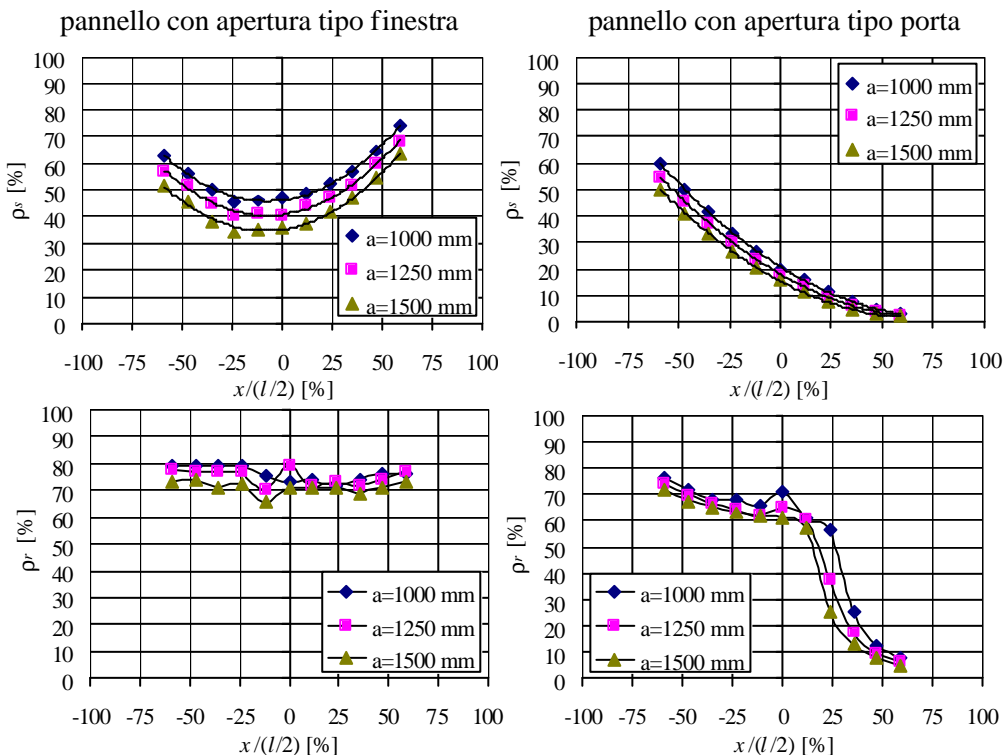 pannello con apertura tipo finestra
pannello con apertura tipo porta
100
90
80
70
60
50
40
30
20
10
0
ρs [%]
a=1000 mm
a=1250 mm
a=1500 mm
-100 -75 -50 -25 0 25 50 75 100
x/(l/2) [%]
100
90
80
70
60
50
40
30
20
10
0
ρs [%]
a=1000 mm
a=1250 mm
a=1500 mm
-100 -75 -50 -25 0 25 50 75 100
x/(l/2) [%]
100
90
80
70
60
50
40
30
20
10
0
ρr [%]
a=1000 mm
a=1250 mm
a=1500 mm
-100 -75 -50 -25 0 25 50 75 100
x/(l/2) [%]
100
90
80
70
60
50
40
30
20
10
0
ρr [%]
a=1000 mm
a=1250 mm
a=1500 mm
-100 -75 -50 -25 0 25 50 75 100
x/(l/2) [%]